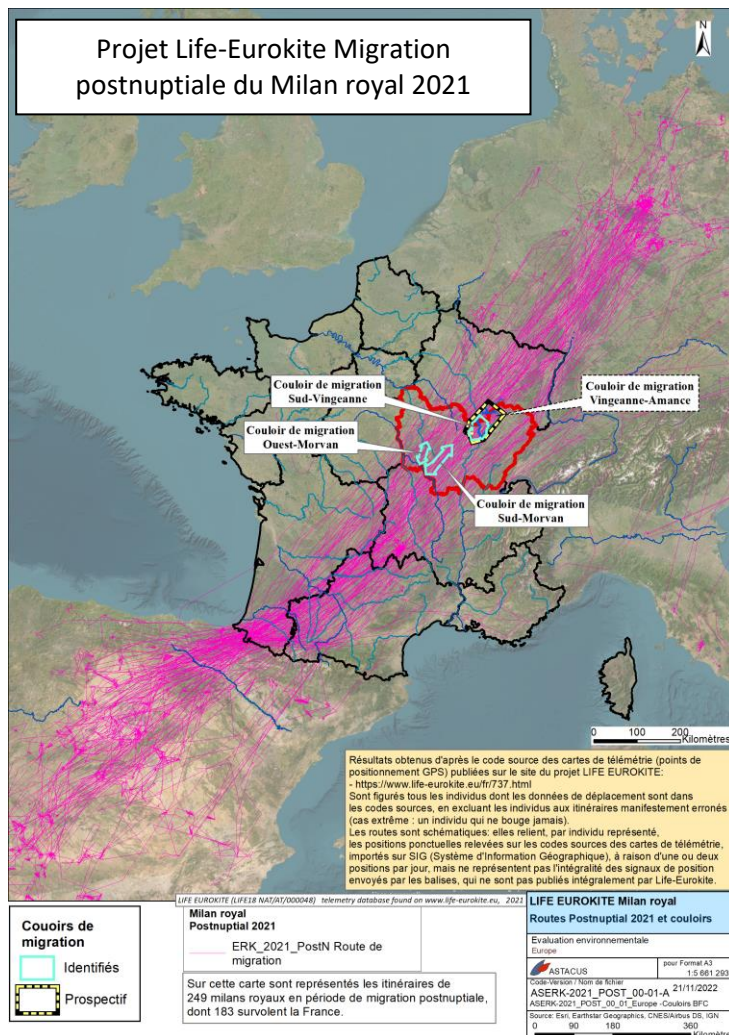 Projet Life-Eurokite Migration
postnuptiale du Milan royal 2021
N
Couloir de migration
Sud-Vingeanne
Couloir de migration
Vingeanne-Amance
Couloir de migration
Ouest-Morvan
Couloir de migration
Sud-Morvan
0 100 200
Kilomètres
Résultats obtenus d'après le code source des cartes de télémétrie (points de
positionnement GPS) publiées sur le site du projet LIFE EUROKITE:
- https://www.life-eurokite.eu/fr/737.html
Sont figurés tous les individus dont les données de déplacement sont dans
les codes sources, en excluant les individus aux itinéraires manifestement erronés
(cas extrême : un individu qui ne bouge jamais).
Les routes sont schématiques: elles relient, par individu représenté,
les positions ponctuelles relevées sur les codes sources des cartes de télémétrie,
importés sur SIG (Système d'Information Géographique), à raison d'une ou deux
positions par jour, mais ne représentent pas l'intégralité des signaux de position
envoyés par les balises, qui ne sont pas publiés intégralement par Life-Eurokite.
LIFE EUROKITE (LIFE18 NAT/AT/000048) telemetry database found on www.life-eurokite.eu, 2021
Couoirs de
migration
Identifiés
Prospectif
Milan royal
Postnuptial 2021
ERK_2021_PostN Route de
migration
Sur cette carte sont représentés les itinéraires de
249 milans royaux en période de migration postnuptiale,
dont 183 survolent la France.
LIFE EUROKITE Milan royal
Routes Postnuptial 2021 et couloirs
Evaluation environnementale
Europe
ASTACUS
pour Format A3
1:5 661 293
Code-Version / Nom de fichier
ASERK-2021_POST_00-01-A 21/11/2022
ASERK-2021_POST_00_01_Europe -Couloirs BFC
Source: Esri, Earthstar Geographics, CNES/Airbus DS, IGN
0 90 180 360
Kilomètres